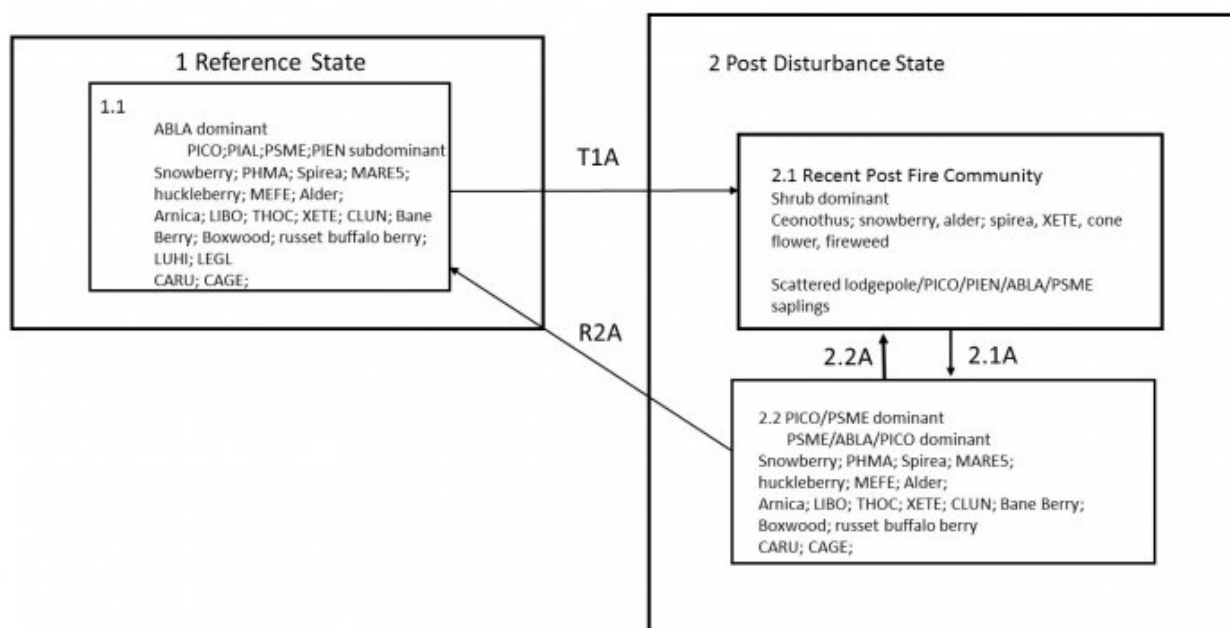 1 Reference State
1.1
ABLA dominant
PICO;PIAL;PSME;PIEN subdominant
Snowberry; PHMA; Spirea; MARE5;
huckleberry; MEFE; Alder;
Arnica; LIBO; THOC; XETE; CLUN; Bane
Berry; Boxwood; russet buffalo berry;
LUHI; LEGL
CARU; CAGE;
T1A
R2A
2 Post Disturbance State
2.1 Recent Post Fire Community
Shrub dominant
Ceonothus; snowberry, alder; spirea, XETE, cone
flower, fireweed
Scattered lodgepole/PICO/PIEN/ABLA/PSME
saplings
2.2A
2.1A
2.2 PICO/PSME dominant
PSME/ABLA/PICO dominant
Snowberry; PHMA; Spirea; MARE5;
huckleberry; MEFE; Alder;
Arnica; LIBO; THOC; XETE; CLUN; Bane Berry;
Boxwood; russet buffalo berry
CARU; CAGE;